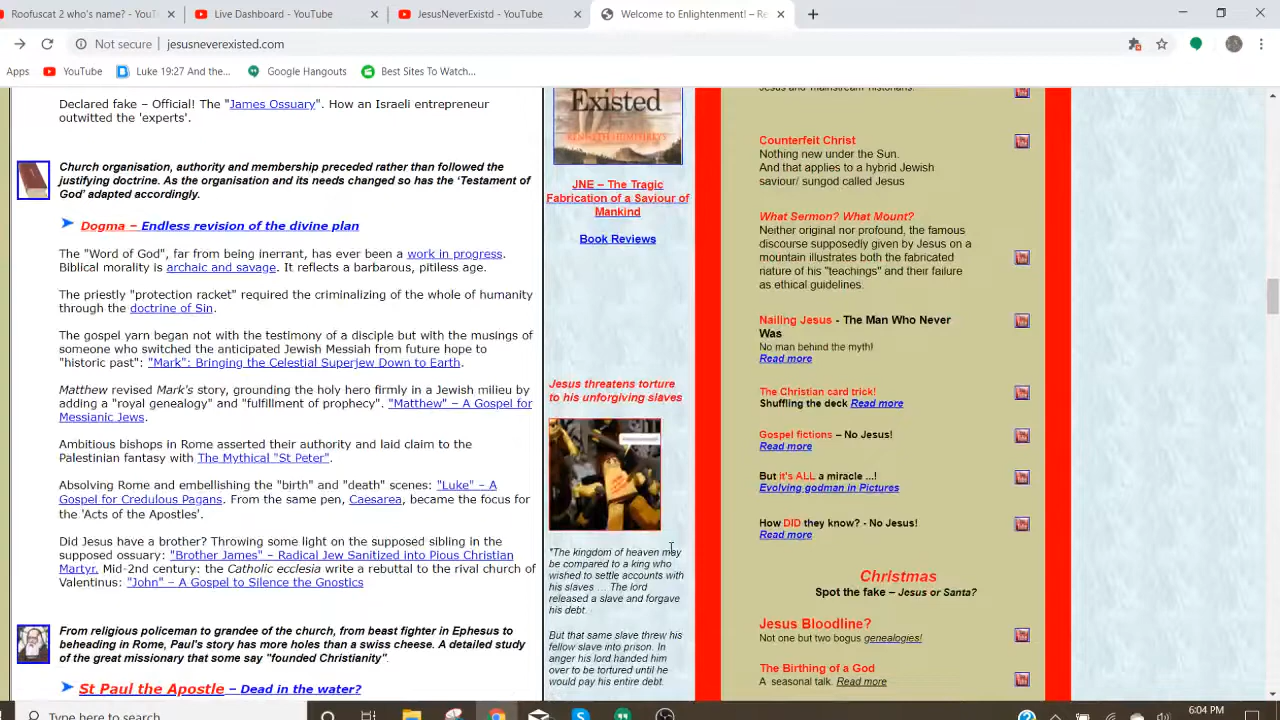 Roofucat 2 who's name? - YouT
Live Dashboard - YouTube
JesusNeverExisted - YouTube
Welcome to Enlightenment! – Re
Not secure | jesusneverexisted.com
Apps
YouTube
Luke 19:27 And the...
Google Hangouts
Best Sites To Watch...
Declared fake – Official! The "James Ossuary". How an Israeli entrepreneur
outwitted the 'experts'.
Church organisation, authority and membership preceded rather than followed the
justifying doctrine. As the organisation and its needs changed so has the 'Testament of
God' adapted accordingly.
Dogma – Endless revision of the divine plan
The "Word of God", far from being inerrant, has ever been a work in progress.
Biblical morality is archaic and savage. It reflects a barbarous, pitiless age.
The priestly "protection racket" required the criminalizing of the whole of humanity
through the doctrine of Sin.
The gospel yarn begins not with the testimony of a disciple but with the musings of
someone who switched the anticipated Jewish Messiah from future hope to
"historic past": "Mark": Bringing the Celestial Superjew Down to Earth.
Matthew revised Mark's story, grounding the holy hero firmly in a Jewish milieu by
adding a "royal genealogy" and "fulfillment of prophecy". "Matthew" – A Gospel for
Messianic Jews.
Ambitious bishops in Rome asserted their authority and laid claim to the
Palestinian fantasy with The Mythical "St Peter".
Absolving Rome and embellishing the "birth" and "death" scenes: "Luke" – A
Gospel for Credulous Pagans. From the same pen, Caesarea, became the focus for
the 'Acts of the Apostles'.
Did Jesus have a brother? Throwing some light on the supposed sibling in the
supposed ossuary: "Brother James" – Radical Jew Sanitized into Pious Christian
Martyr. Mid-2nd century: the Catholic ecclesia write a rebuttal to the rival church of
Valentinus: "John" – A Gospel to Silence the Gnostics
From religious policeman to grandee of the church, from beast fighter in Ephesus to
beheading in Rome, Paul's story has more holes than a swiss cheese. A detailed study
of the great missionary that some say "founded Christianity".
St Paul the Apostle – Dead in the water?
Existed
KENNETH HUMPHREYS
JNE – The Tragic
Fabrication of a Saviour of
Mankind
Book Reviews
Jesus threatens torture
to his unforgiving slaves
"The kingdom of heaven may
be compared to a king who
wished to settle accounts with
his slaves ... The lord
released a slave and forgave
his debt.
But that same slave threw his
fellow slave into prison. In
anger his lord handed him
over to be tortured until he
would pay his entire debt.
Jesus and 'mainstream' historians.
Counterfeit Christ
Nothing new under the Sun.
And that applies to a hybrid Jewish
saviour/ sungod called Jesus
What Sermon? What Mount?
Neither original nor profound, the famous
discourse supposedly given by Jesus on a
mountain illustrates both the fabricated
nature of his "teachings" and their failure
as ethical guidelines.
Nailing Jesus - The Man Who Never
Was
No man behind the myth!
Read more
The Christian card trick!
Shuffling the deck Read more
Gospel fictions – No Jesus!
Read more
But it's ALL a miracle ...!
Evolving godman in Pictures
How DID they know? - No Jesus!
Read more
Christmas
Spot the fake – Jesus or Santa?
Jesus Bloodline?
Not one but two bogus genealogies!
The Birthing of a God
A seasonal talk. Read more
Type here to search
6:04 PM